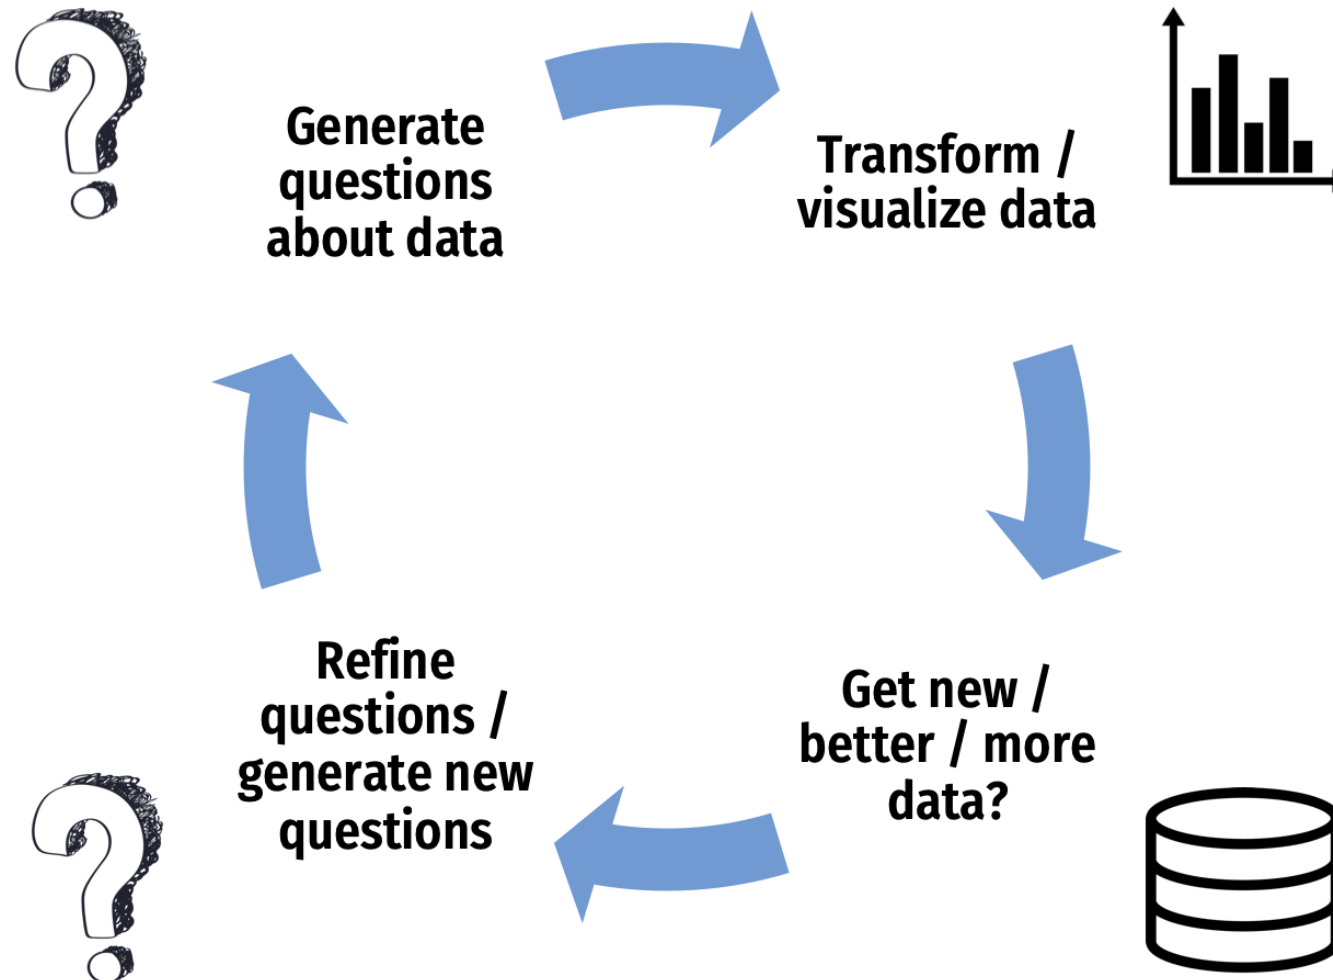 Generate
questions
about data
Transform /
visualize data
Get new /
better / more
data?
Refine
questions /
generate new
questions